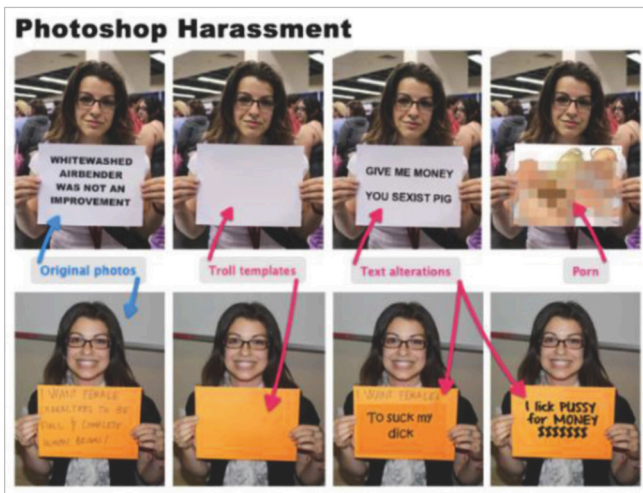 Photoshop Harassment
WHITEWASHED
AIRBENDER
WAS NOT AN
IMPROVEMENT
GIVE ME MONEY
YOU SEXIST PIG
Original photos
Troll templates
Text alterations
Porn
I WANT FEMALE
CHARACTERS TO BE
FULL & COMPLETE
HUMAN BEINGS!
I WANT FEMALES
To suck my
dick
I lick PUSSY
for MONEY
$$$$$$$